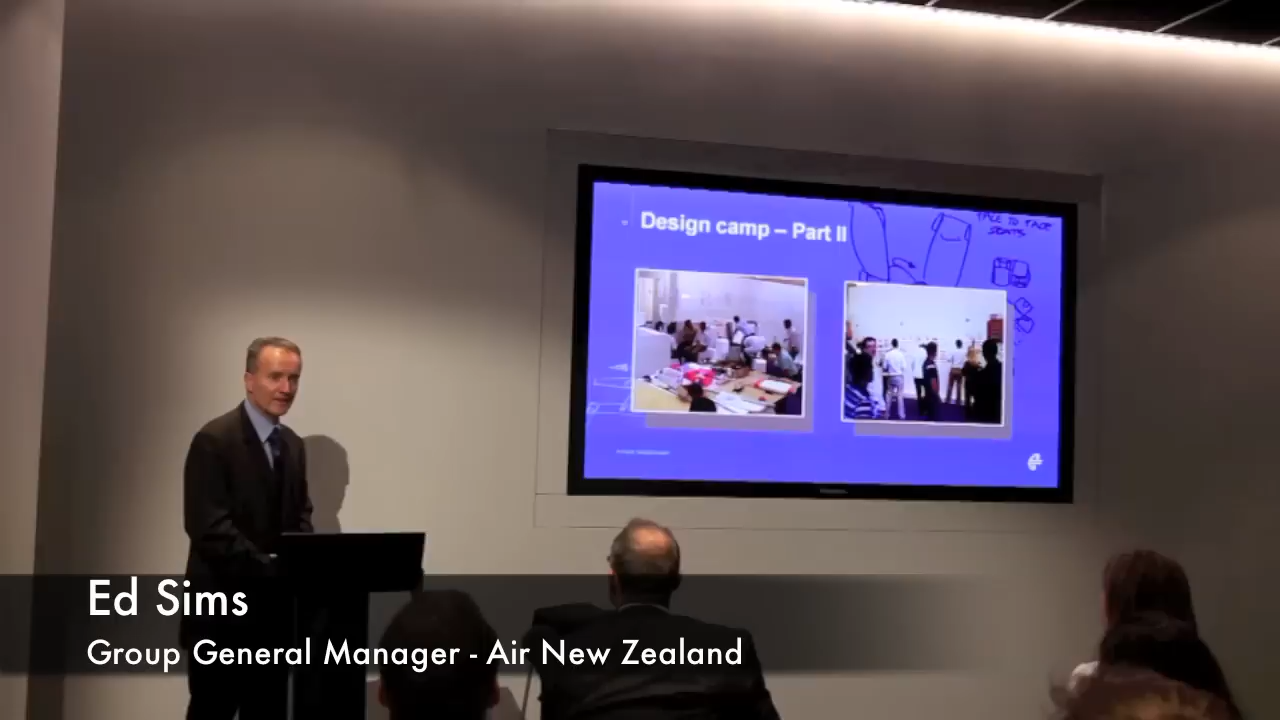 Design camp – Part II
FACE TO FACE
SEATS
Ed Sims
Group General Manager - Air New Zealand